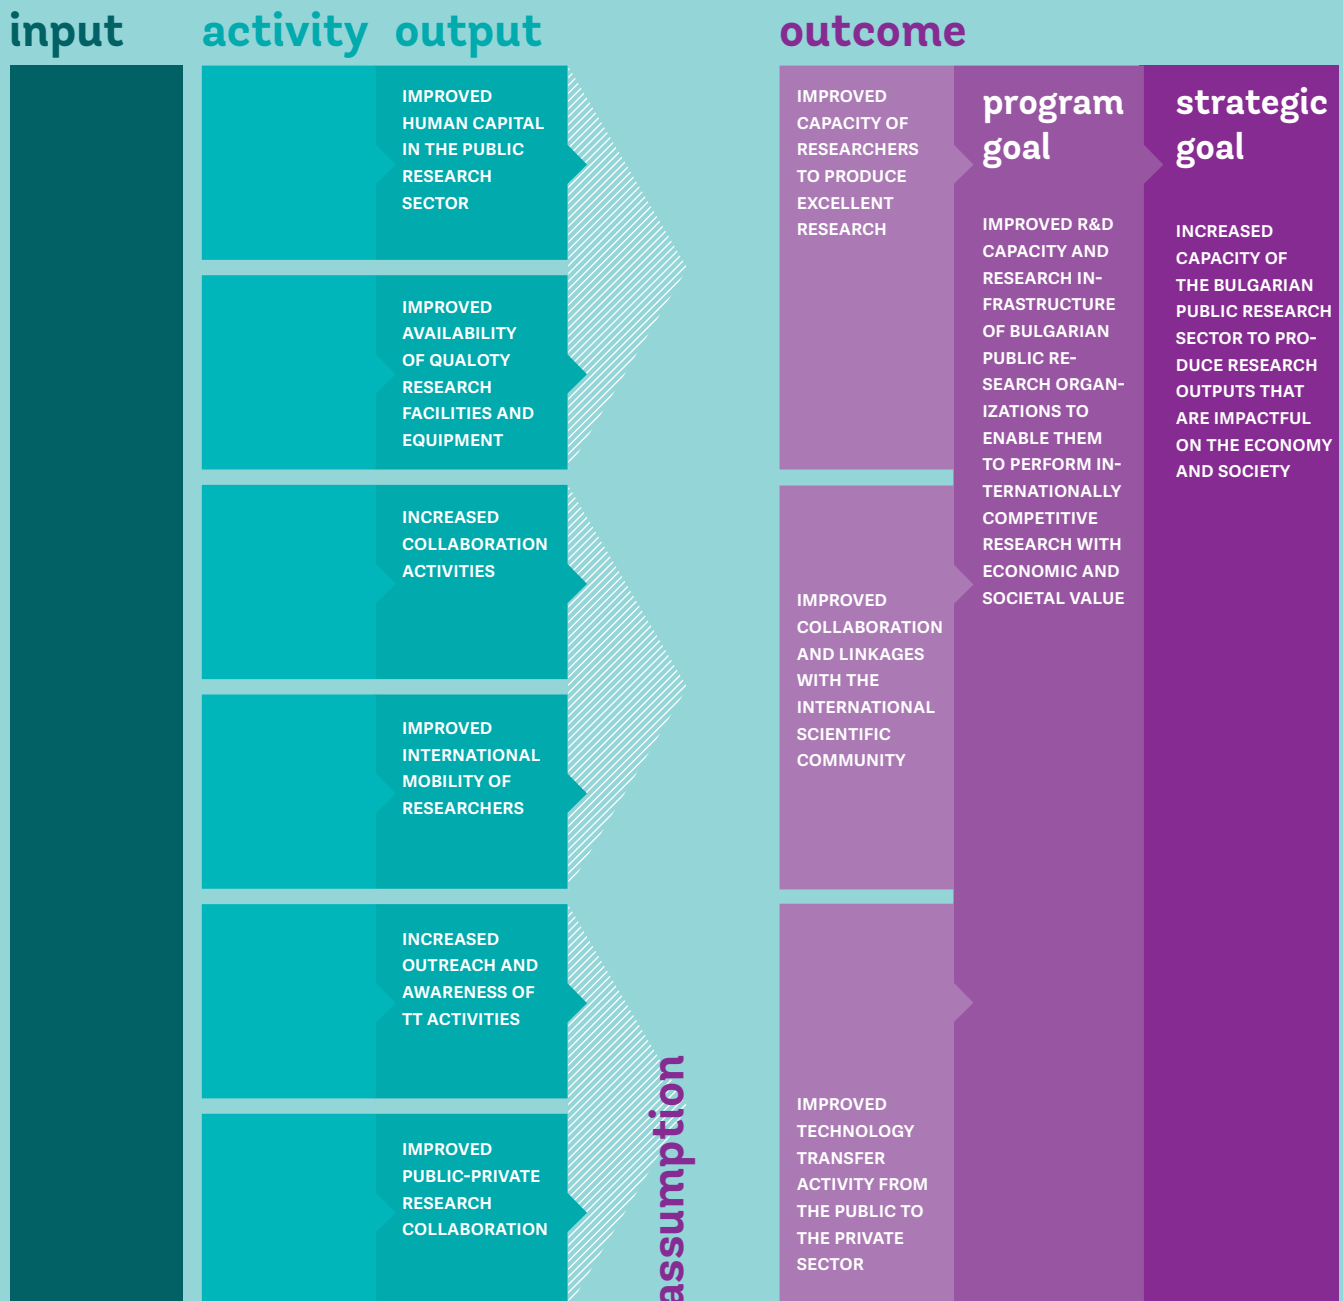 input
activity
output
outcome
IMPROVED
HUMAN CAPITAL
IN THE PUBLIC
RESEARCH
SECTOR
IMPROVED
AVAILABILITY
OF QUALOTY
RESEARCH
FACILITIES AND
EQUIPMENT
INCREASED
COLLABORATION
ACTIVITIES
IMPROVED
INTERNATIONAL
MOBILITY OF
RESEARCHERS
INCREASED
OUTREACH AND
AWARENESS OF
TT ACTIVITIES
IMPROVED
PUBLIC-PRIVATE
RESEARCH
COLLABORATION
assumption
IMPROVED
CAPACITY OF
RESEARCHERS
TO PRODUCE
EXCELLENT
RESEARCH
IMPROVED
COLLABORATION
AND LINKAGES
WITH THE
INTERNATIONAL
SCIENTIFIC
COMMUNITY
IMPROVED
TECHNOLOGY
TRANSFER
ACTIVITY FROM
THE PUBLIC TO
THE PRIVATE
SECTOR
program
goal
IMPROVED R&D
CAPACITY AND
RESEARCH IN-
FRASTRUCTURE
OF BULGARIAN
PUBLIC RE-
SEARCH ORGAN-
IZATIONS TO
ENABLE THEM
TO PERFORM IN-
TERNATIONALLY
COMPETITIVE
RESEARCH WITH
ECONOMIC AND
SOCIETAL VALUE
strategic
goal
INCREASED
CAPACITY OF
THE BULGARIAN
PUBLIC RESEARCH
SECTOR TO PRO-
DUCE RESEARCH
OUTPUTS THAT
ARE IMPACTFUL
ON THE ECONOMY
AND SOCIETY